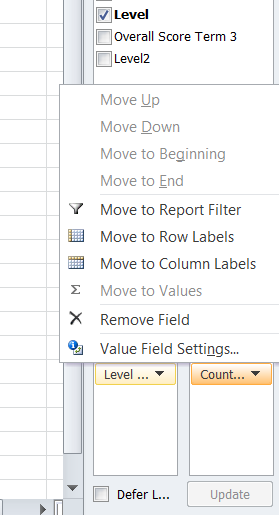 Level
Overall Score Term 3
Level2
Move Up
Move Down
Move to Beginning
Move to End
Move to Report Filter
Move to Row Labels
Move to Column Labels
Σ Move to Values
Remove Field
Value Field Settings...
Level ... Count...
Defer L... Update